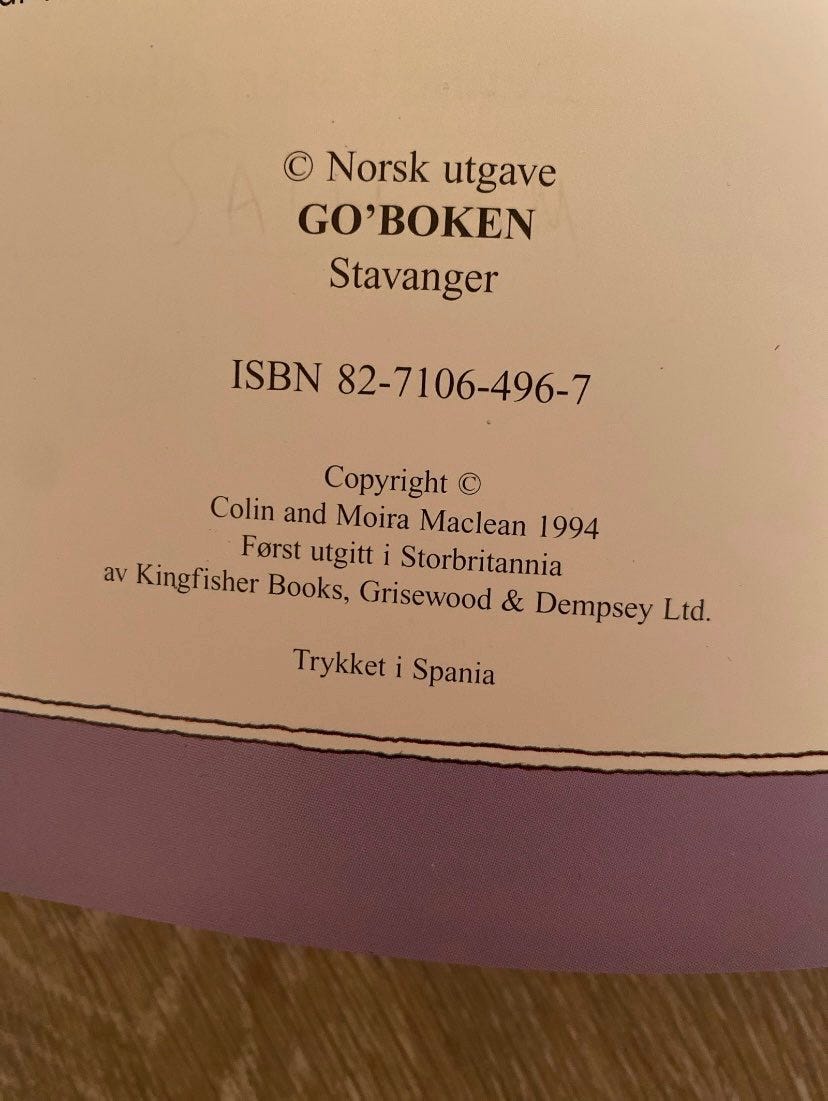 © Norsk utgave
GO’BOKEN
Stavanger
ISBN 82-7106-496-7
Copyright ©
Colin and Moira Maclean 1994
Først utgitt i Storbritannia
av Kingfisher Books, Grisewood & Dempsey Ltd.
Trykket i Spania